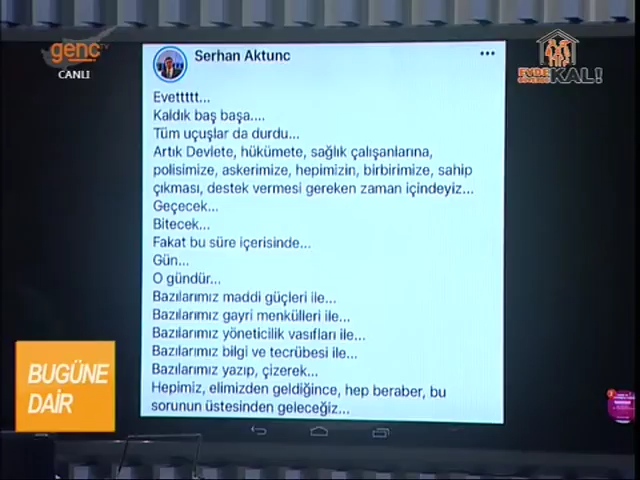 genç TV
CANLI
EVDE
KAL!
Serhan Aktunc
Evettttt...
Kaldık baş başa....
Tüm uçuşlar da durdu...
Artık Devlete, hükümete, sağlık çalışanlarına,
polisimize, askerimize, hepimizin, birbirimize, sahip
çıkması, destek vermesi gereken zaman içindeyiz...
Geçecek...
Bitecek...
Fakat bu süre içerisinde...
Gün...
O gündür...
Bazılarımız maddi güçleri ile...
Bazılarımız gayri menkülleri ile...
Bazılarımız yöneticilik vasıfları ile...
Bazılarımız bilgi ve tecrübesi ile...
Bazılarımız yazıp, çizerek...
Hepimiz, elimizden geldiğince, hep beraber, bu
sorunun üstesinden geleceğiz...
BUGÜNE
DAİR